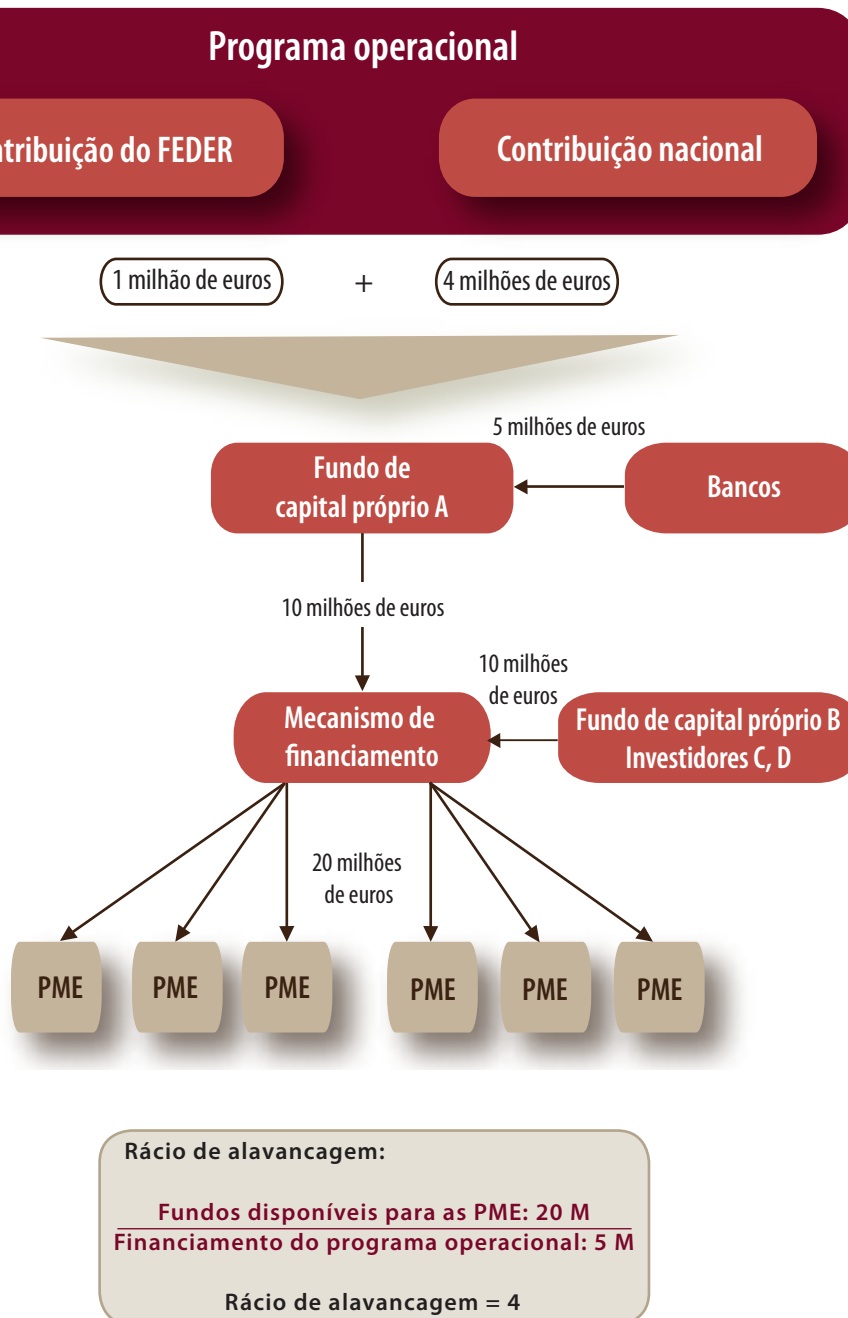 Programa operacional
ntribuição do FEDER
Contribuição nacional
1 milhão de euros + 4 milhões de euros
5 milhões de euros
Fundo de
capital próprio A
Bancos
10 milhões de euros
10 milhões
de euros
Mecanismo de
financiamento
Fundo de capital próprio B
Investidores C, D
20 milhões
de euros
PME PME PME PME PME PME
Rácio de alavancagem:
Fundos disponíveis para as PME: 20 M
Financiamento do programa operacional: 5 M
Rácio de alavancagem = 4